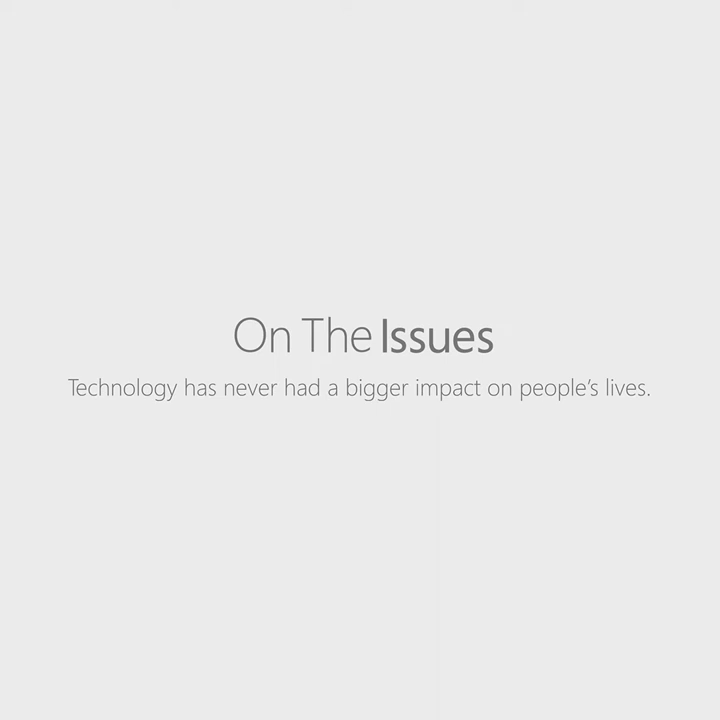 On The Issues
Technology has never had a bigger impact on people’s lives.